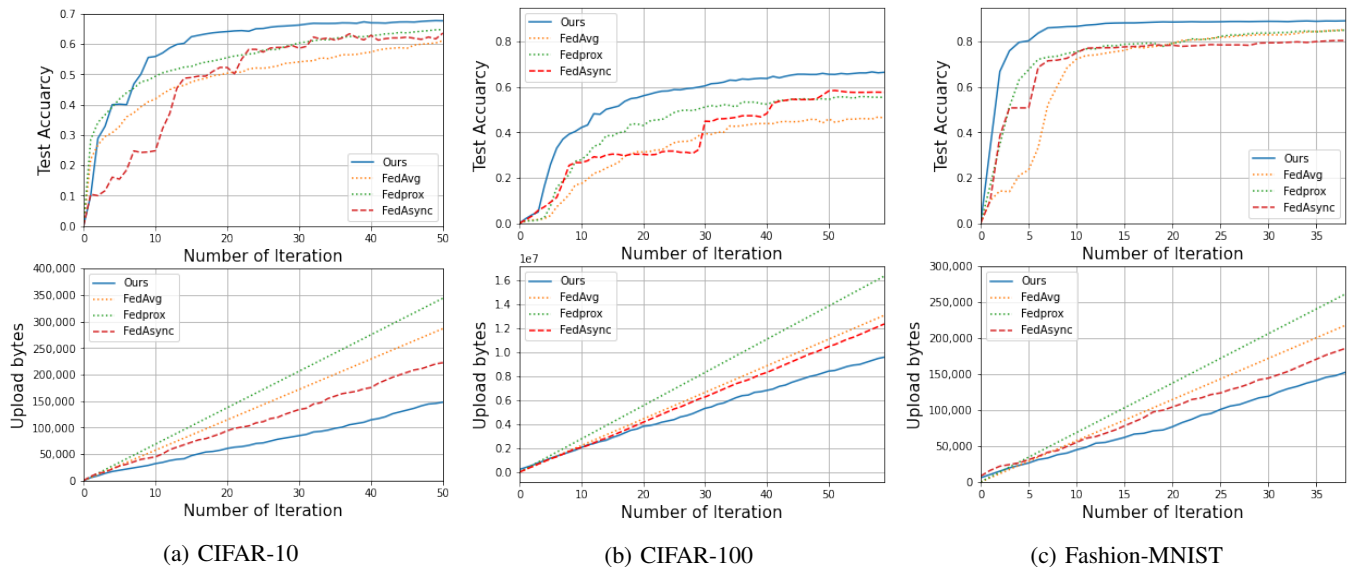 0.7
0.6
0.5
0.4
0.3
0.2
0.1
0.0
Test Accuarcy
Ours
FedAvg
Fedprox
FedAsync
0 10 20 30 40 50
Number of Iteration
0.8
0.6
0.4
0.2
0.0
Test Accuarcy
Ours
FedAvg
Fedprox
FedAsync
0 10 20 30 40 50
Number of Iteration
0.8
0.6
0.4
0.2
0.0
Test Accuarcy
Ours
FedAvg
Fedprox
FedAsync
0 5 10 15 20 25 30 35
Number of Iteration
400,000
350,000
300,000
250,000
200,000
150,000
100,000
50,000
0
Upload bytes
Ours
FedAvg
Fedprox
FedAsync
0 10 20 30 40 50
Number of Iteration
1e7
1.6
1.4
1.2
1.0
0.8
0.6
0.4
0.2
0.0
Upload bytes
Ours
FedAvg
Fedprox
FedAsync
0 10 20 30 40 50
Number of Iteration
300,000
250,000
200,000
150,000
100,000
50,000
0
Upload bytes
Ours
FedAvg
Fedprox
FedAsync
0 5 10 15 20 25 30 35
Number of Iteration
(a) CIFAR-10
(b) CIFAR-100
(c) Fashion-MNIST